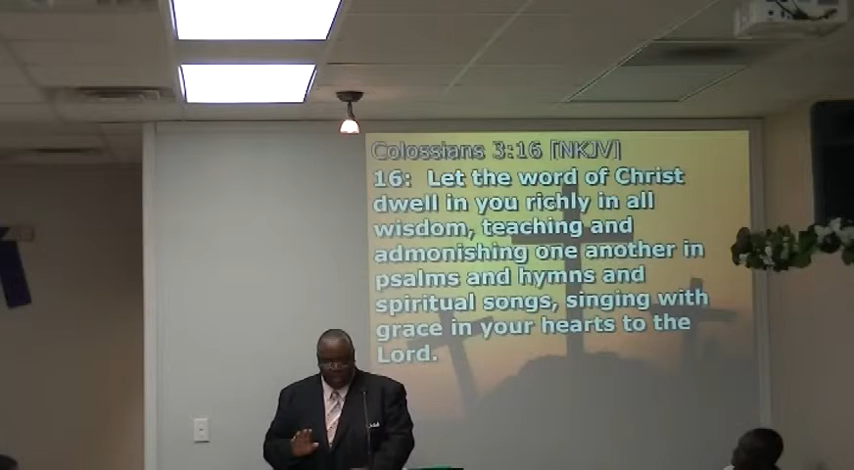 Colossians 3:16 [NKJV]
16: Let the word of Christ
dwell in you richly in all
wisdom, teaching and
admonishing one another in
psalms and hymns and
spiritual songs, singing with
grace in your hearts to the
Lord.